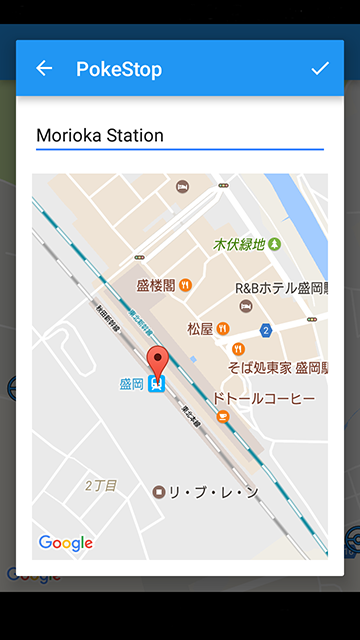 PokeStop
Morioka Station
木伏緑地
盛楼閣
R&Bホテル盛岡駅
秋田新幹線
東北新幹線
松屋
2
そば処東家 盛岡駅
盛岡
ドトールコーヒー
東北本線
2丁目
リ・ブ・レ・ン
Google
Google